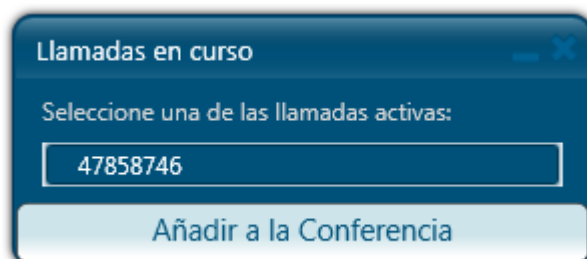 Llamadas en curso
Seleccione una de las llamadas activas:
47858746
Añadir a la Conferencia